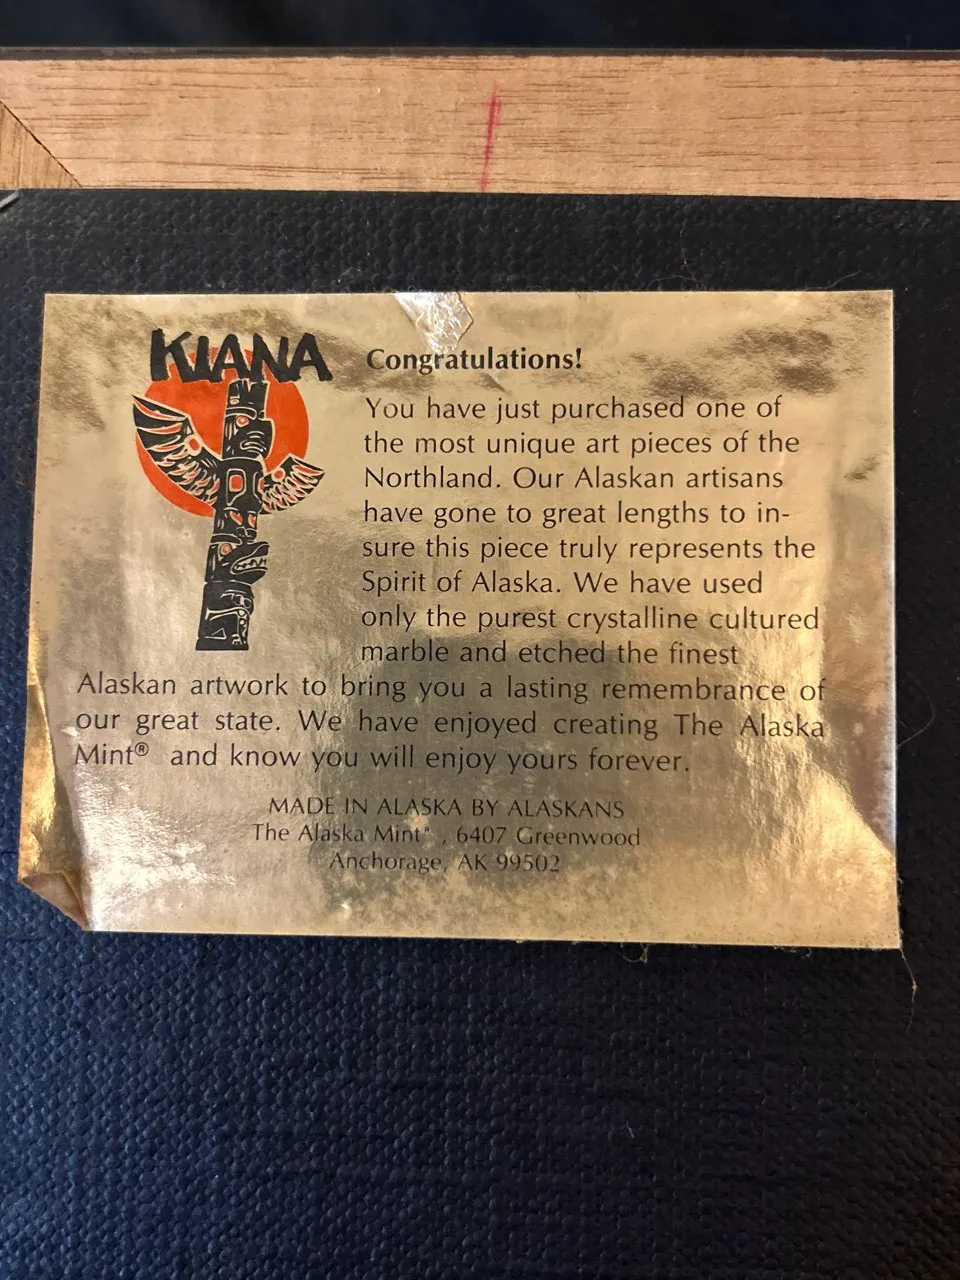 KIANA
Congratulations!
You have just purchased one of
the most unique art pieces of the
Northland. Our Alaskan artisans
have gone to great lengths to in-
sure this piece truly represents the
Spirit of Alaska. We have used
only the purest crystalline cultured
marble and etched the finest
Alaskan artwork to bring you a lasting remembrance of
our great state. We have enjoyed creating The Alaska
Mint® and know you will enjoy yours forever.
MADE IN ALASKA BY ALASKANS
The Alaska Mint® , 6407 Greenwood
Anchorage, AK 99502